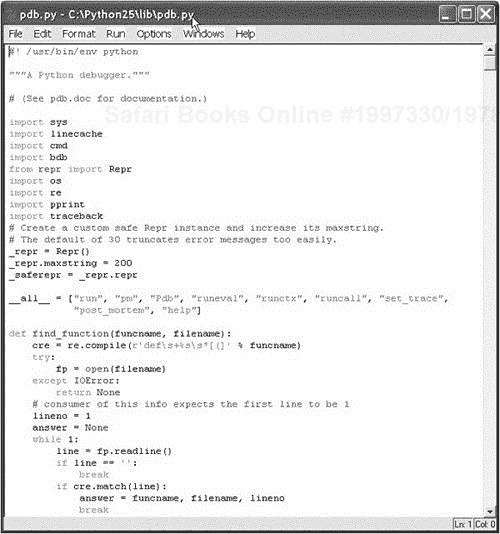 pdb.py - C:\Python25\lib\pdb.py
File Edit Format Run Options Windows Help
#! /usr/bin/env python
"""A Python debugger."""
# (See pdb.doc for documentation.)
Safari Books Online #1997330/1978
import sys
import linecache
import cmd
import bdb
from repr import Repr
import os
import re
import pprint
import traceback
# Create a custom safe Repr instance and increase its maxstring.
# The default of 30 truncates error messages too easily.
_repr = Repr()
_repr.maxstring = 200
_saferepr = _repr.repr
__all__ = ["run", "pm", "Pdb", "runeval", "runctx", "runcall", "set_trace",
           "post_mortem", "help"]
def find_function(funcname, filename):
    cre = re.compile(r'def\s+%s\s*[(]' % funcname)
    try:
        fp = open(filename)
    except IOError:
        return None
    # consumer of this info expects the first line to be 1
    lineno = 1
    answer = None
    while 1:
        line = fp.readline()
        if line == '':
            break
        if cre.match(line):
            answer = funcname, filename, lineno
            break
Ln: 1 Col: 0